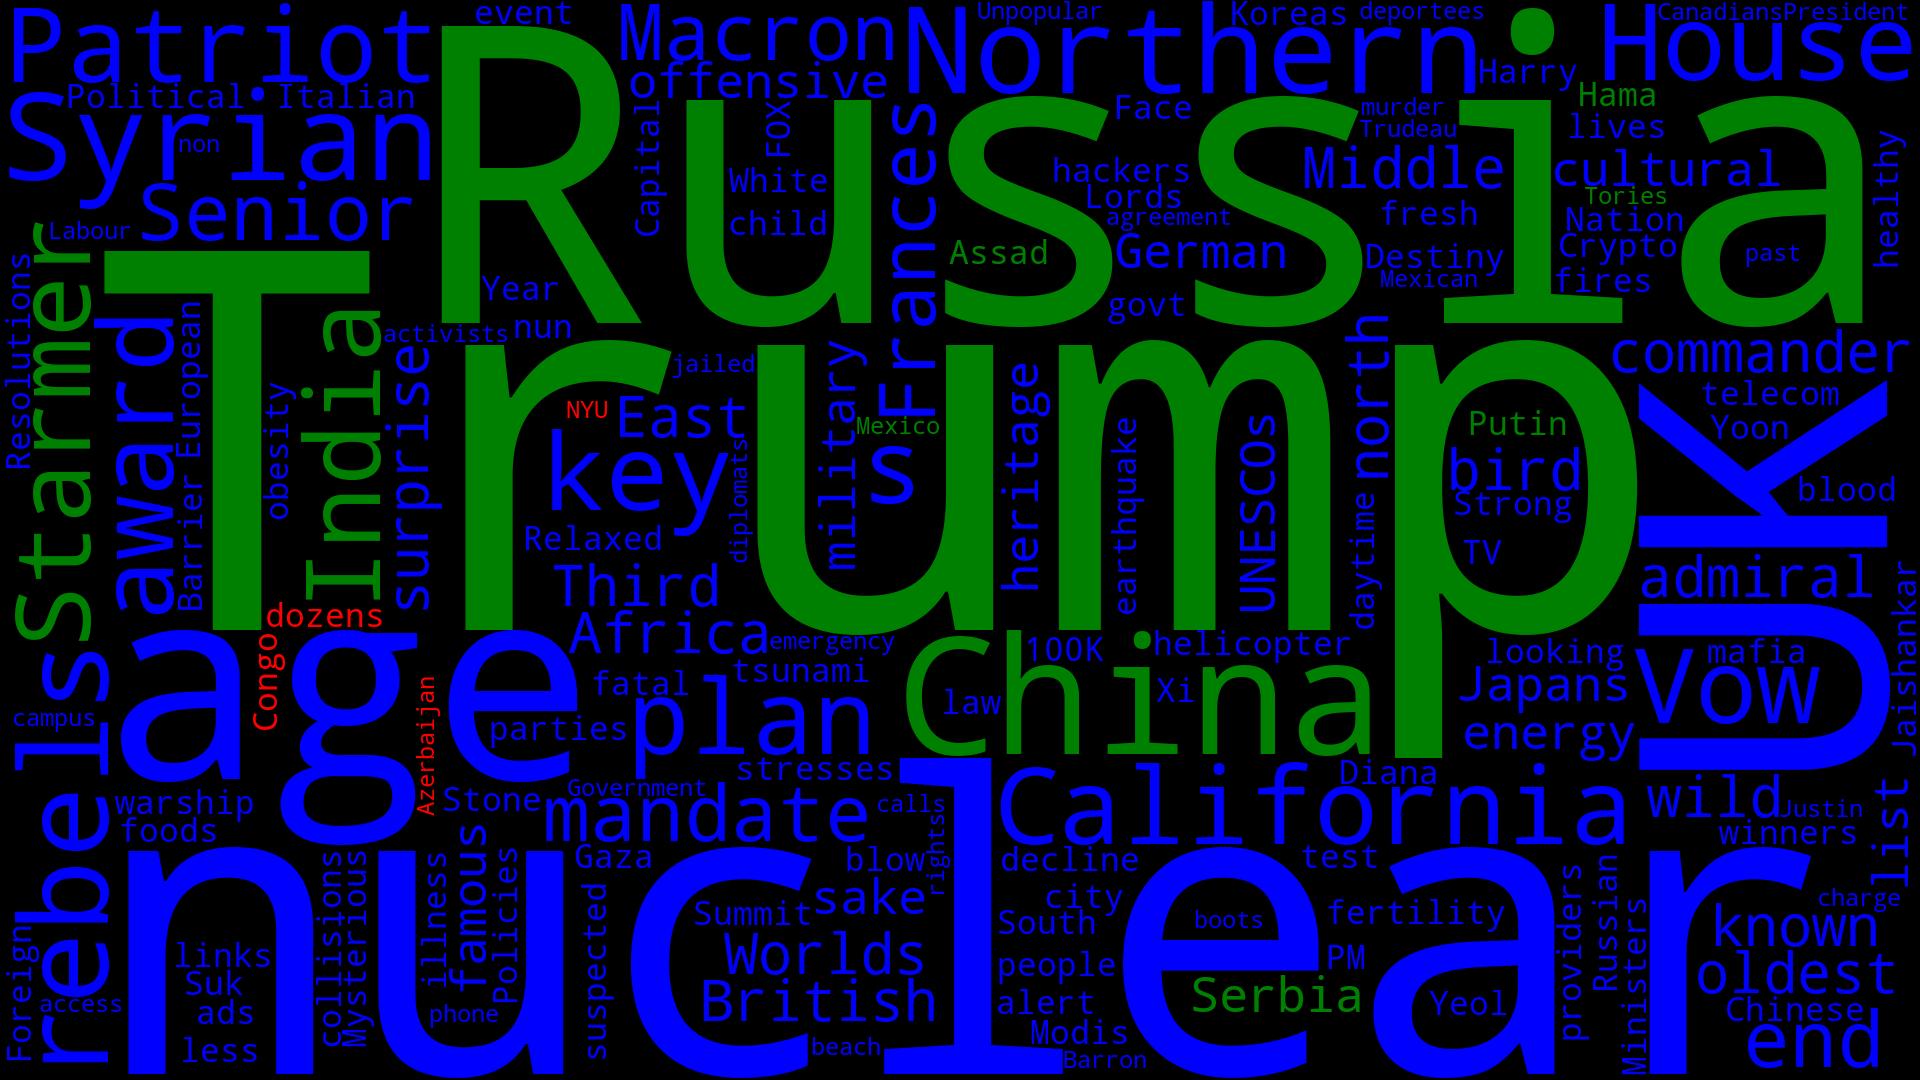 Patriot
event
Macron
Unpopular
Northern
Koreas
deportees
House
CanadiansPresident
Political
Italian
offensive
Harry
Hama
Syrian
non
Capital
FOX
Frances
Face
murder
Trudeau
lives
healthy
Russia
White
child
hackers
Lords
agreement
Middle
fresh
cultural
Tories
Nation
Labour
Senior
Assad
German
govt
Destiny
Mexican
Crypto
fires
past
Resolutions
Starmer
Year
activists
nun
jailed
commander
award
Barrier
European
obesity
India
surprise
Trump
NYU
East
key
diplomats
military
Mexico
s
heritage
earthquake
UNESCOs
north
daytime
Putin
bird
Strong
TV
telecom
Yoon
blood
UK
Relaxed
Third
admiral
Jaishankar
dozens
Congo
Africa
emergency
100K
helicopter
looking
mafia
vow
age
Azerbaijan
fatal
tsunami
China
law
Xi
Japans
energy
campus
rebels
parties
plan
stresses
Diana
warship
foods
Stone
Government
mandate
calls
California
wild
Justin
winners
list
nuclear
collisions
Mysterious
illness
famous
Policies
Gaza
suspected
blow
rights
decline
test
sake
Summit
city
South
boots
fertility
providers
Russian
Ministers
charge
known
Foreign
links
Suk
access
ads
less
phone
Worlds
British
beach
people
alert
Modis
Barron
PM
Serbia
Yeol
oldest
Chinese
end